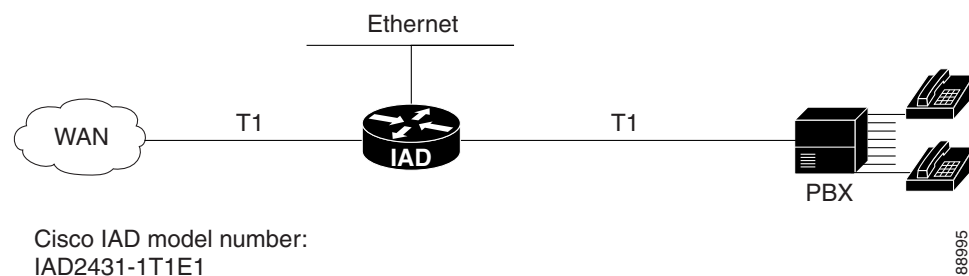 Ethernet
WAN
T1
IAD
T1
PBX
Cisco IAD model number:
IAD2431-1T1E1
88995